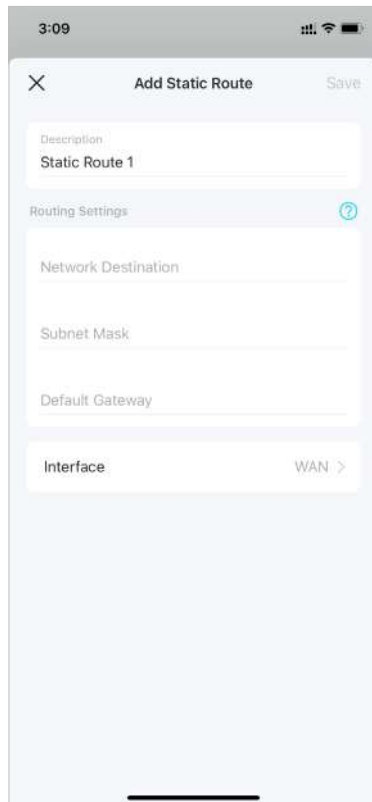 3:09
Add Static Route
Save
Description
Static Route 1
Routing Settings
?
Network Destination
Subnet Mask
Default Gateway
Interface
WAN >